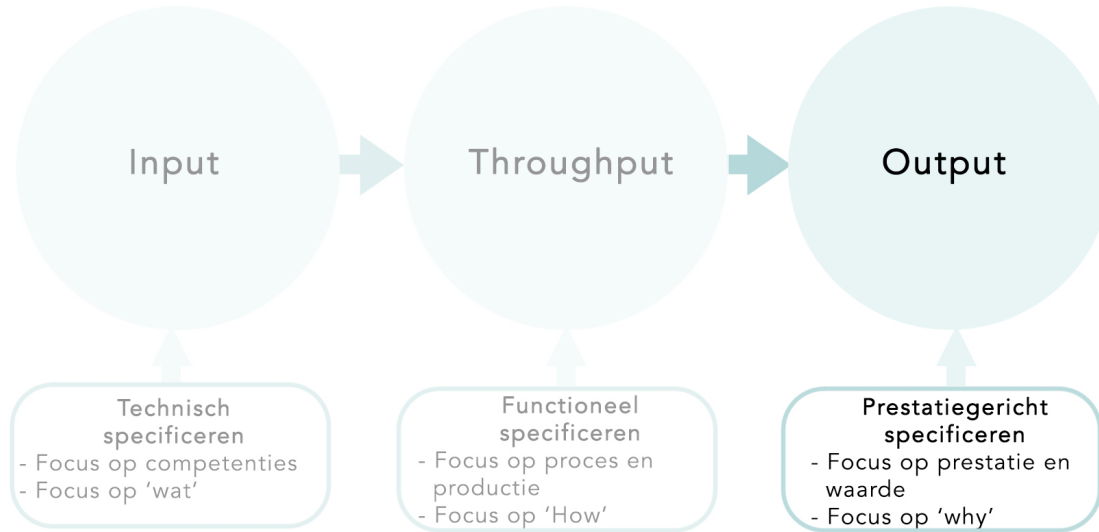 Input
Throughput
Output
Technisch
specificeren
- Focus op competenties
- Focus op ‘wat’
Functioneel
specificeren
- Focus op proces en
productie
- Focus op ‘How’
Prestatiegericht
specificeren
- Focus op prestatie en
waarde
- Focus op ‘why’